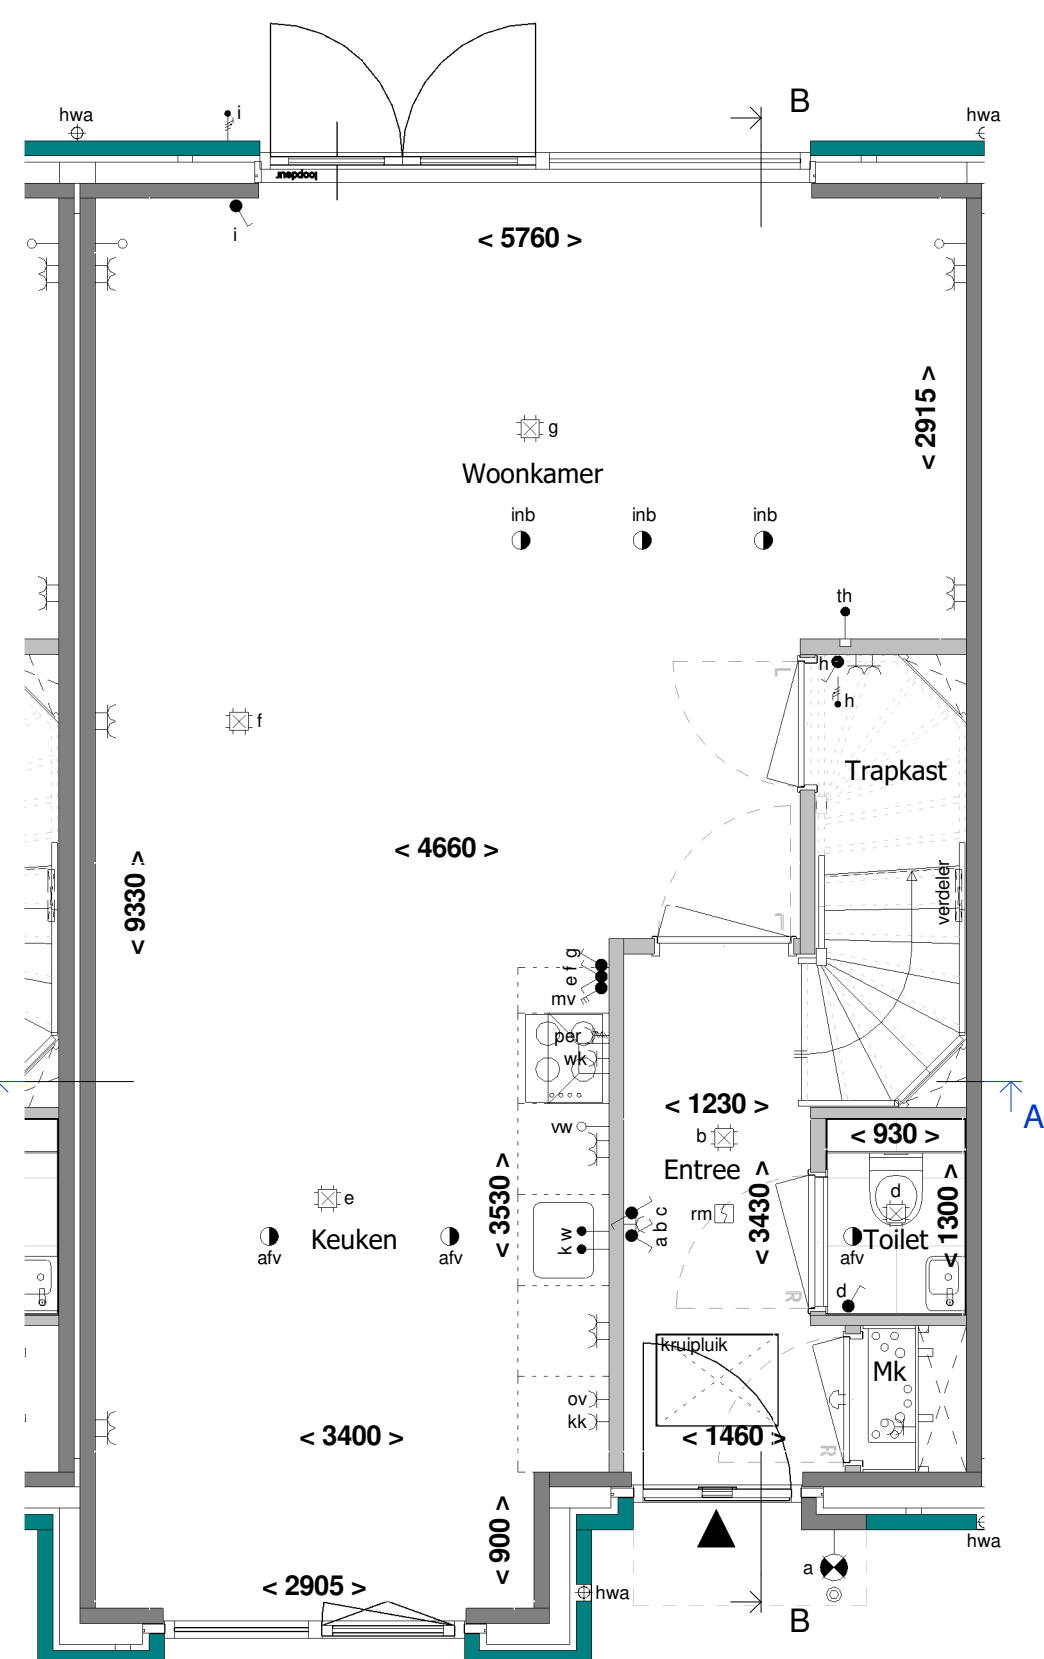 B
hwa
i
hwa
loopdeur
i
< 5760 >
< 2915 >
g
Woonkamer
inb
inb
inb
th
h
L
h
f
Trapkast
< 4660 >
< 9330 >
verdeler
L
e f g
mv
per
wk
< 1230 >
A
vw
b
< 930 >
Entree
< 3530 >
< 3430 >
d
< 1300 >
e
rm
a b c
k w
afv
Keuken
afv
afv
Toilet
d
R
kruipluik
Mk
ov
kk
< 3400 >
< 1460 >
R
< 900 >
hwa
a
< 2905 >
hwa
B